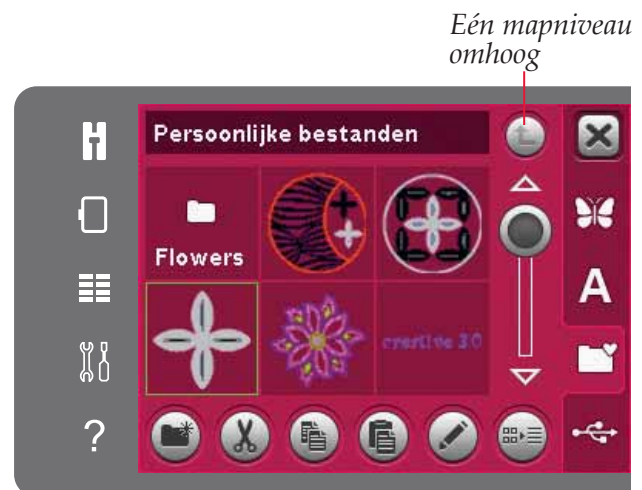 Eén mapniveau
omhoog
Persoonlijke bestanden
Flowers
creative 3.0
A
?